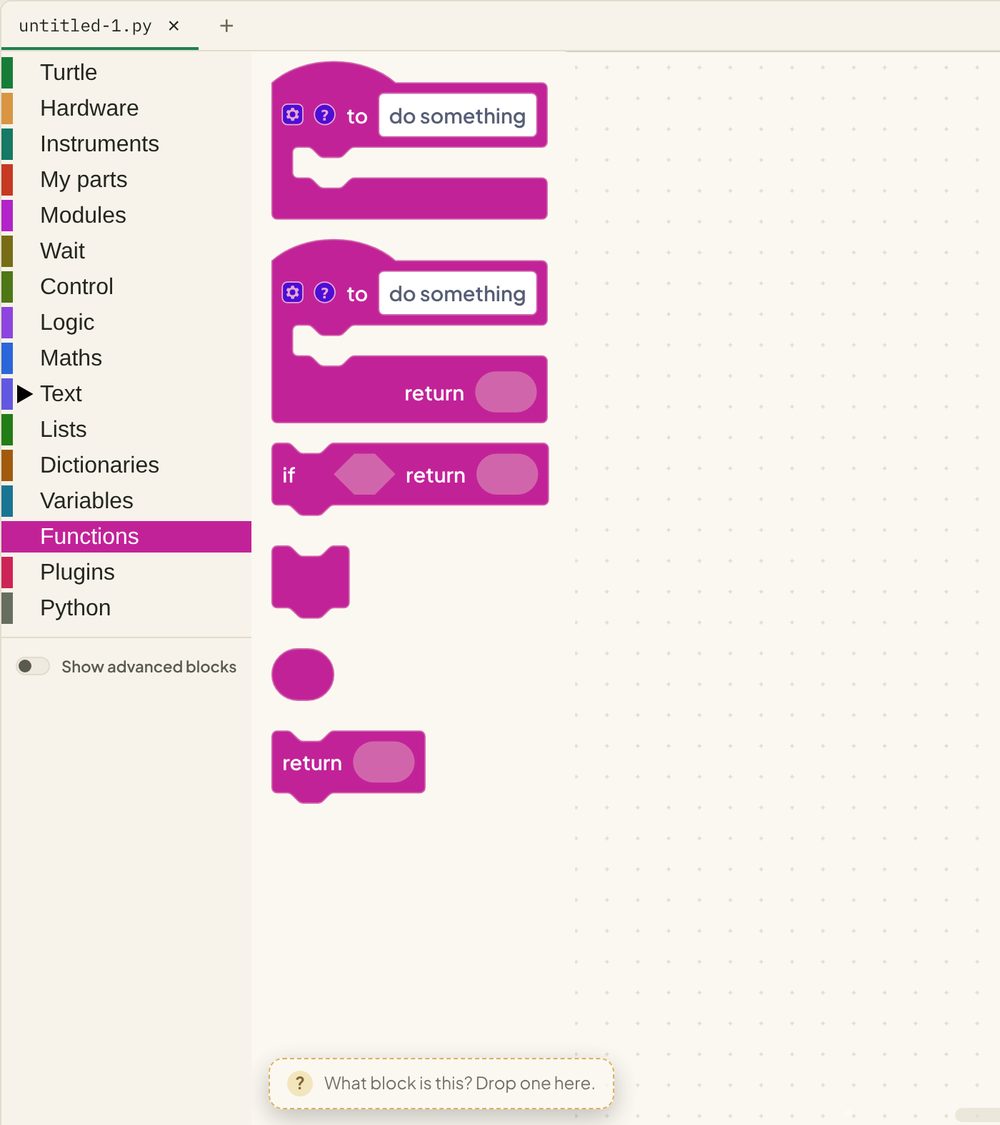 untitled-1.py × +
Turtle
Hardware
Instruments
My parts
Modules
Wait
Control
Logic
Maths
Text
Lists
Dictionaries
Variables
Functions
Plugins
Python
Show advanced blocks
? to do something
? to do something
return
if return
return
? What block is this? Drop one here.